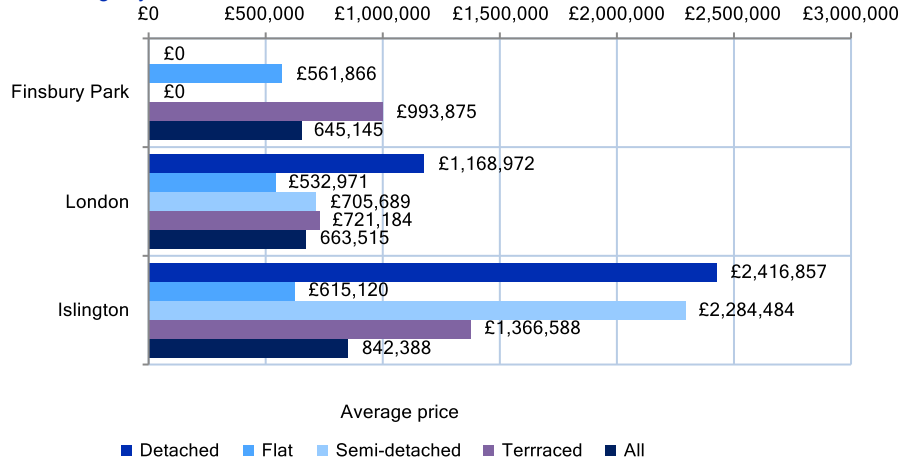 £0 £500,000 £1,000,000 £1,500,000 £2,000,000 £2,500,000 £3,000,000
£0
£561,866
Finsbury Park £0
£993,875
645,145
£1,168,972
£532,971
London £705,689
£721,184
663,515
£2,416,857
£615,120
Islington £2,284,484
£1,366,588
842,388
Average price
Detached Flat Semi-detached Terrraced All